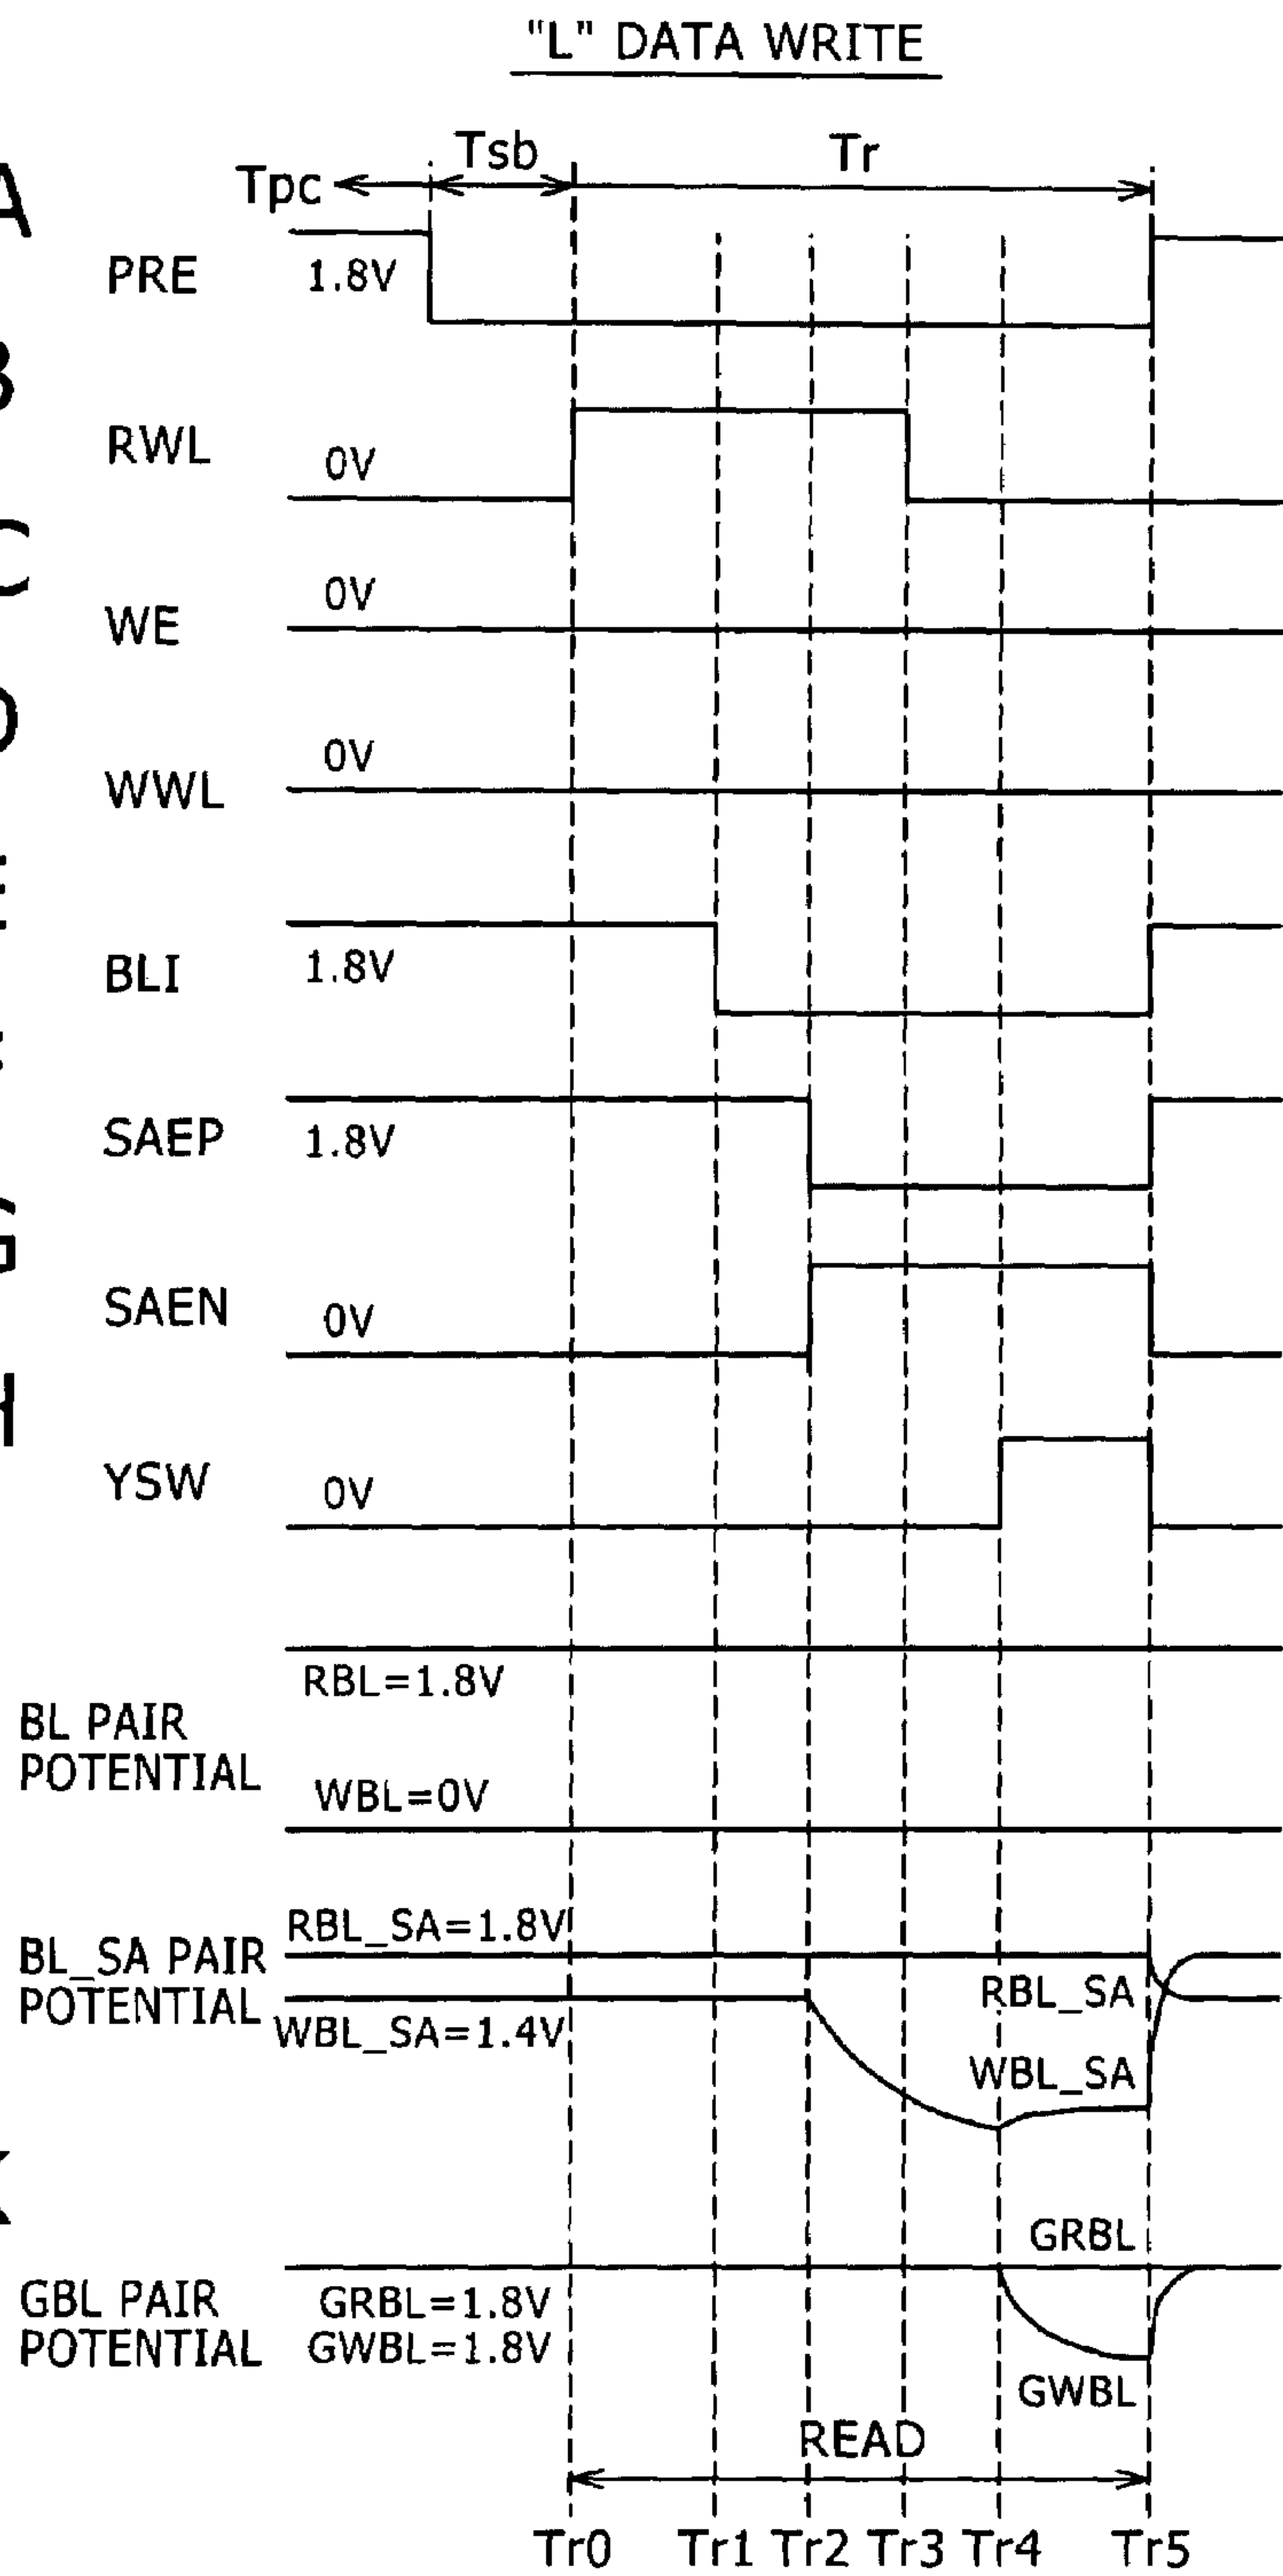 "L" DATA WRITE
Tpc Tsb Tr
PRE 1.8V
RWL 0V
WE 0V
WWL 0V
BLI 1.8V
SAEP 1.8V
SAEN 0V
YSW 0V
RBL=1.8V
BL PAIR
POTENTIAL
WBL=0V
RBL_SA=1.8V
BL_SA PAIR
POTENTIAL
RBL_SA
WBL_SA=1.4V
WBL_SA
GRBL
GBL PAIR
POTENTIAL
GRBL=1.8V
GWBL=1.8V
GWBL
READ
Tr0 Tr1 Tr2 Tr3 Tr4 Tr5